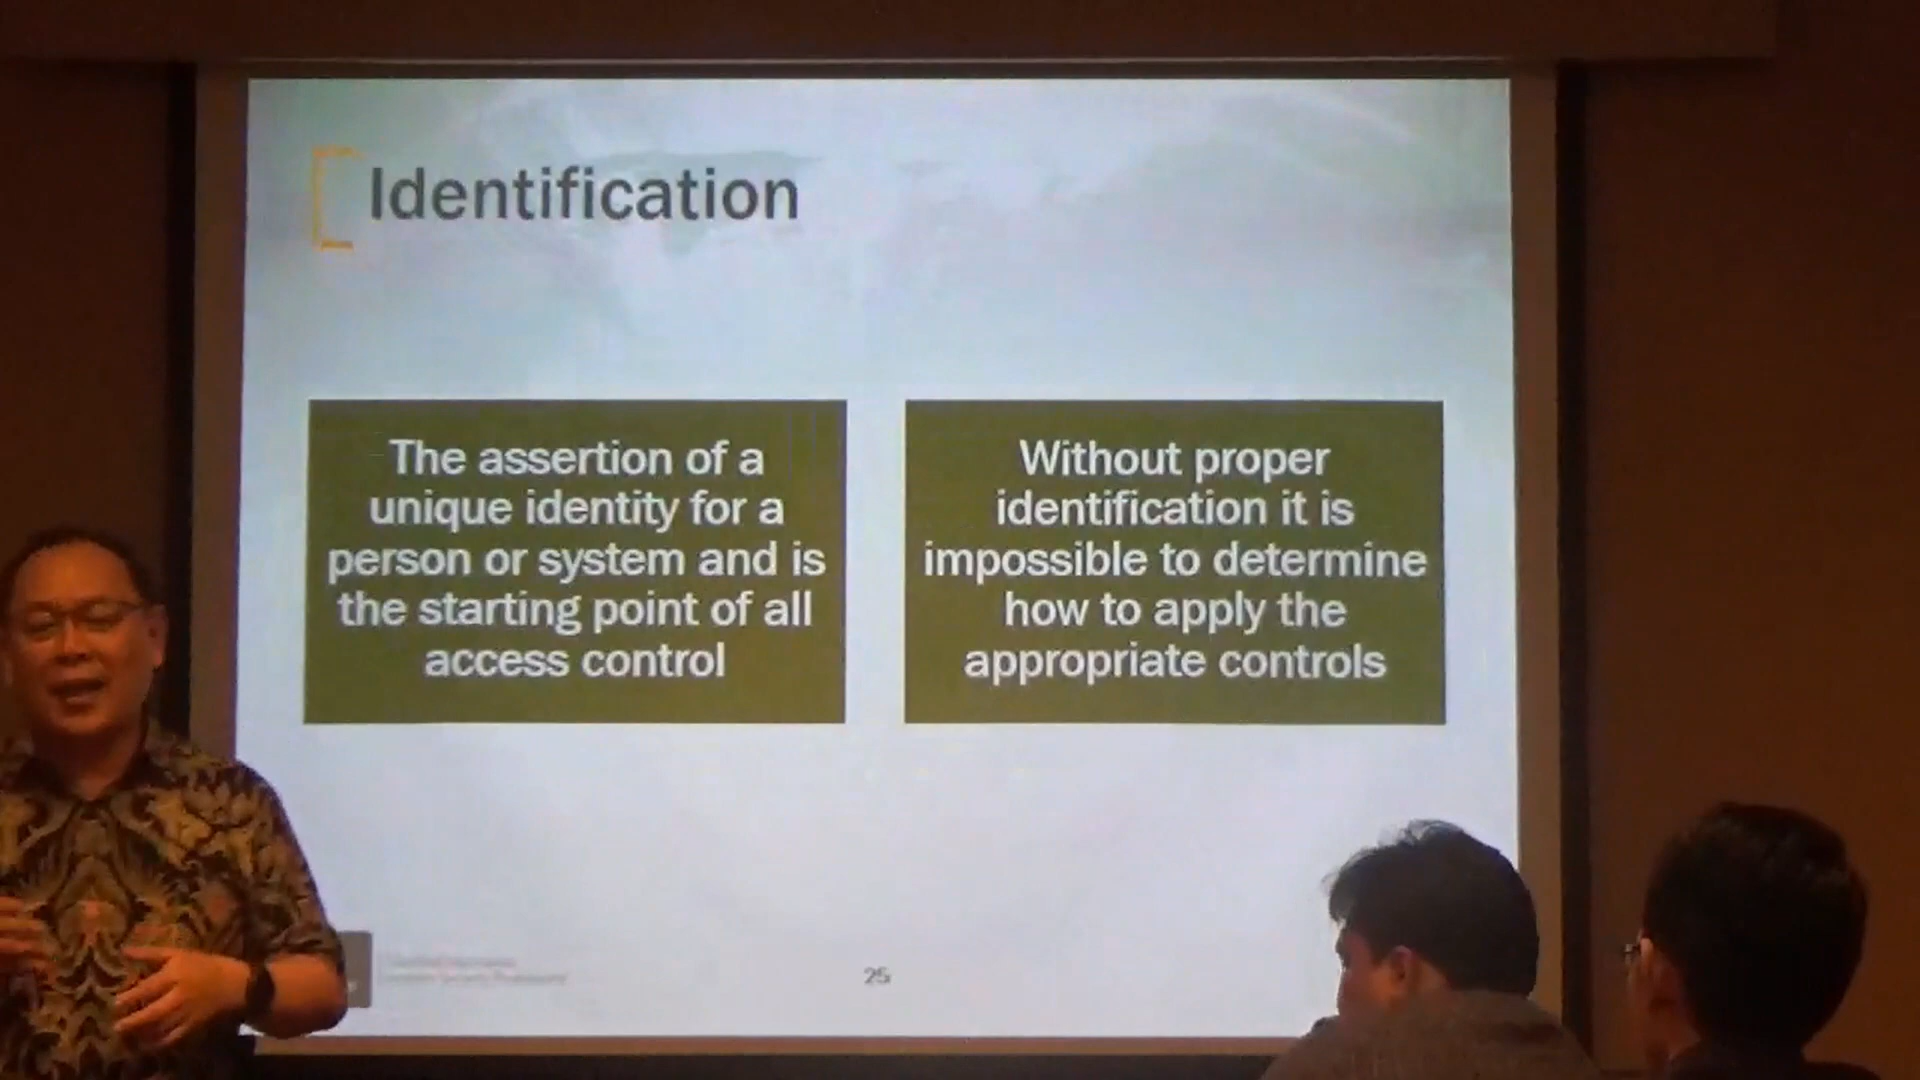 Identification
The assertion of a
unique identity for a
person or system and is
the starting point of all
access control
Without proper
identification it is
impossible to determine
how to apply the
appropriate controls
25